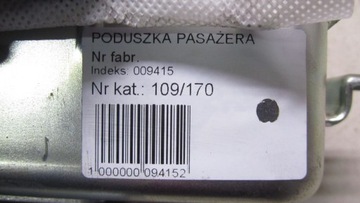 PODUSZKA PASAŻERA
Nr fabr.
Indeks: 009415
Nr kat.: 109/170
1 000000 094152